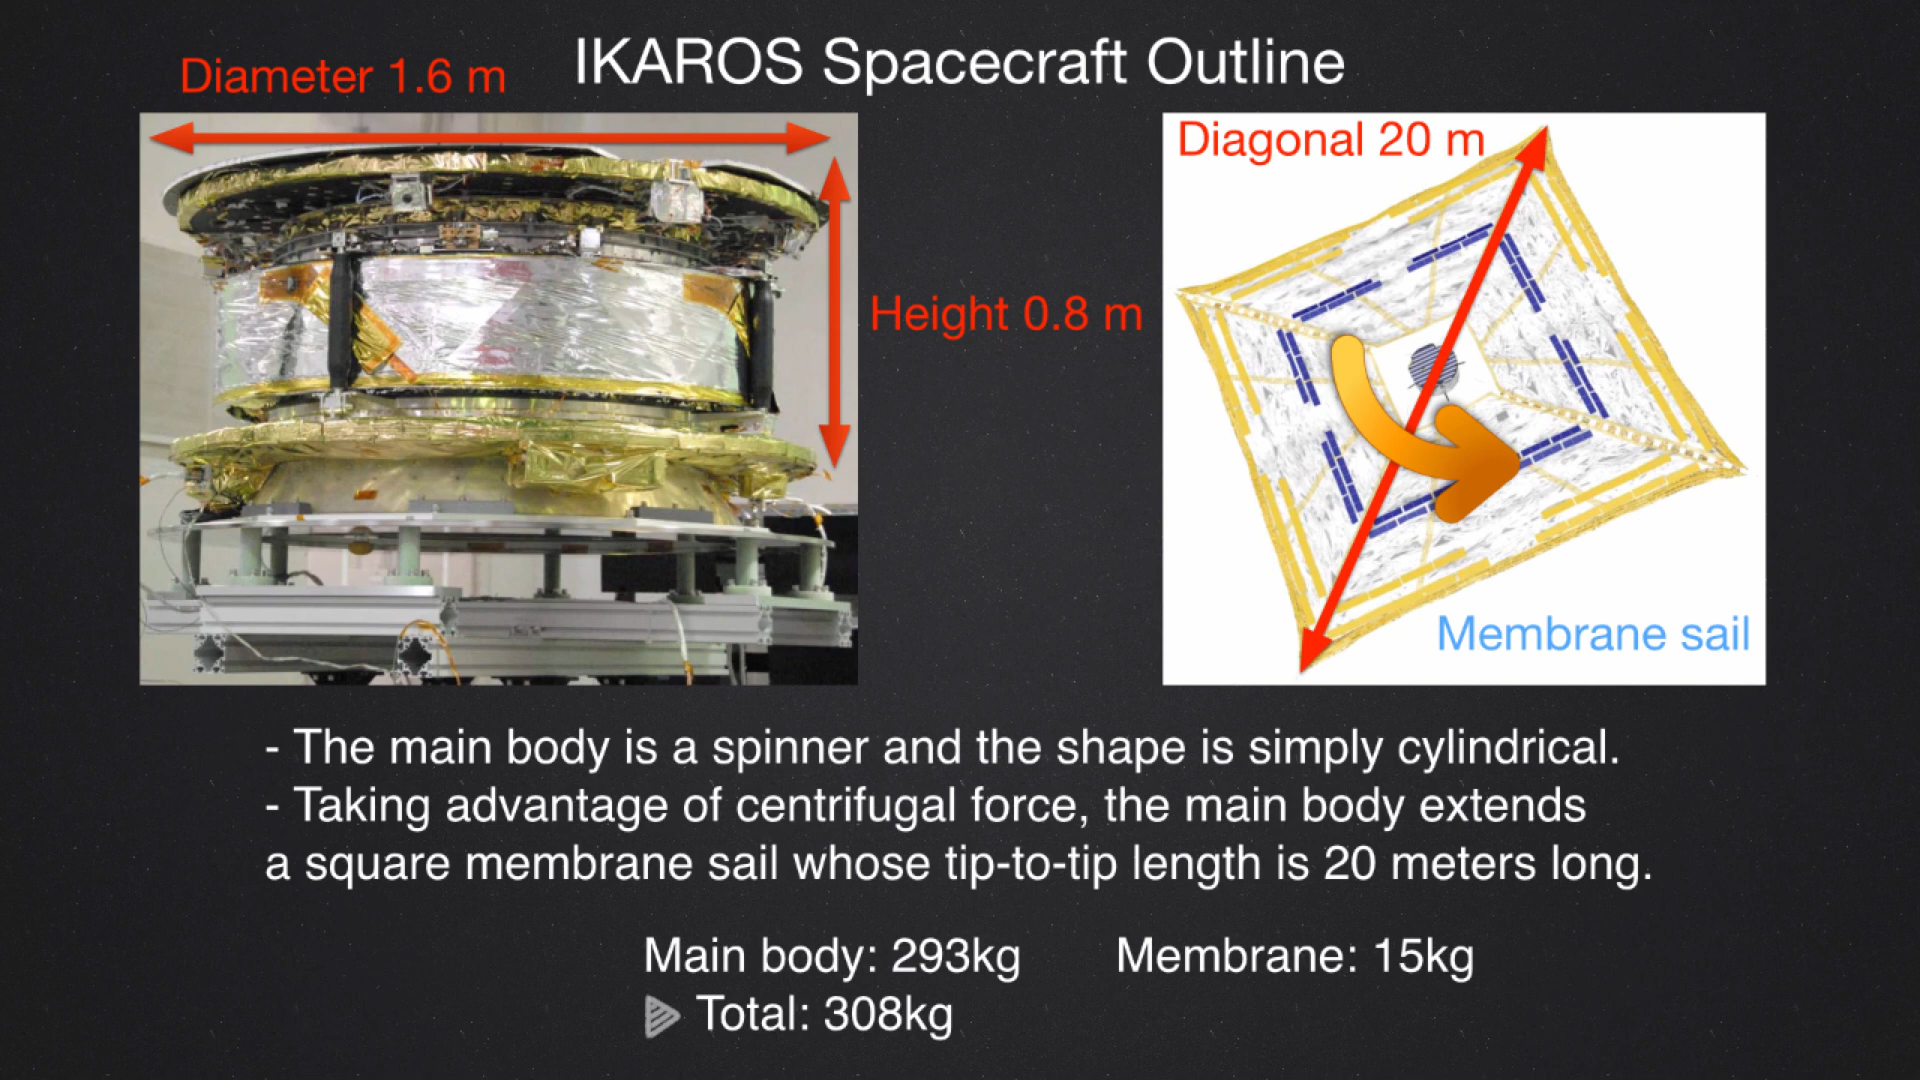 IKAROS Spacecraft Outline
Diameter 1.6 m
Height 0.8 m
Diagonal 20 m
Membrane sail
- The main body is a spinner and the shape is simply cylindrical.
- Taking advantage of centrifugal force, the main body extends
a square membrane sail whose tip-to-tip length is 20 meters long.
Main body: 293kg Membrane: 15kg
Total: 308kg